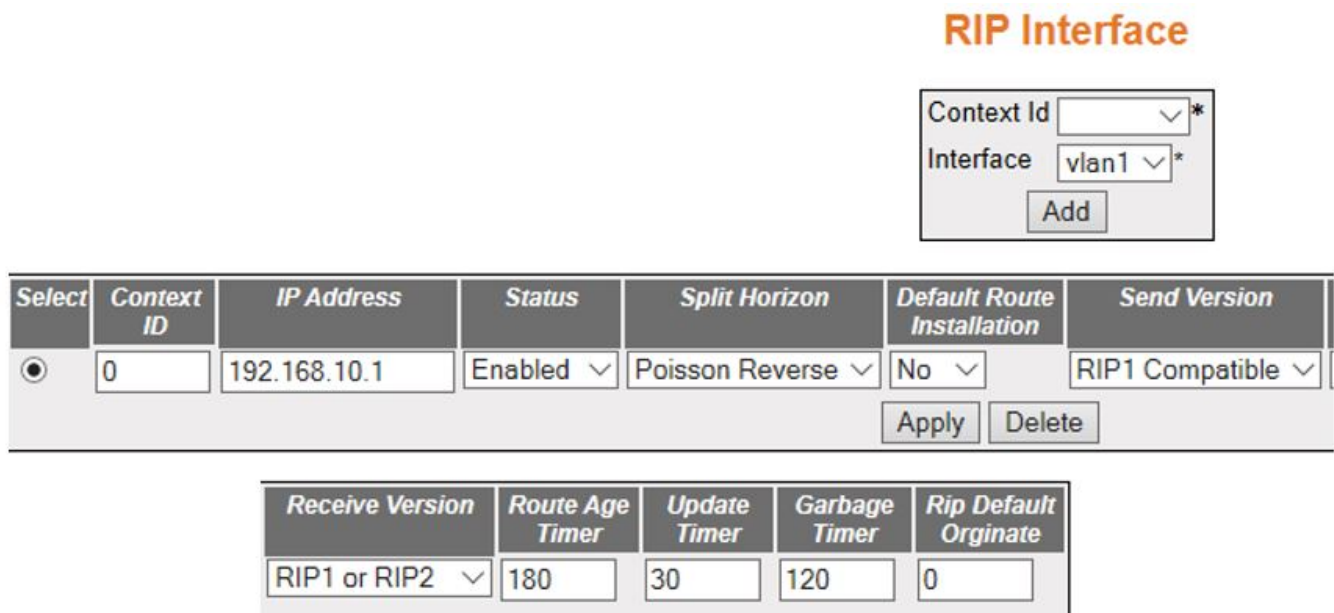 RIP Interface
Context Id *
Interface vlan1 *
Add
Select Context ID IP Address Status Split Horizon Default Route Installation Send Version
0 192.168.10.1 Enabled Poisson Reverse No RIP1 Compatible
Apply Delete
Receive Version Route Age Timer Update Timer Garbage Timer Rip Default Orginate
RIP1 or RIP2 180 30 120 0